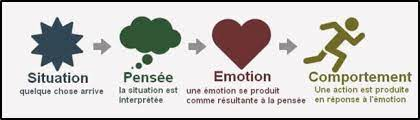 Situation
quelque chose arrive
Pensée
la situation est
interprétée
Emotion
une émotion se produit
comme résultante à la pensée
Comportement
Une action est produite
en réponse à l'émotion